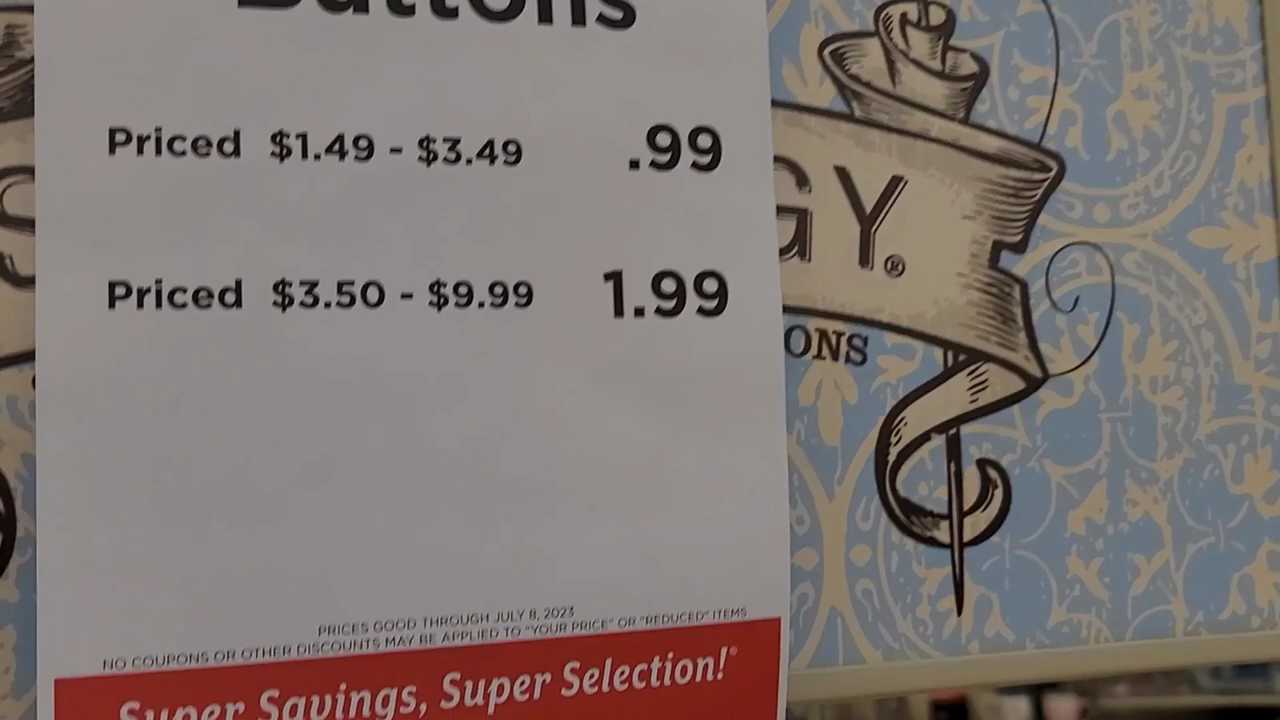 Buttons
Priced $1.49 - $3.49 .99
Priced $3.50 - $9.99 1.99
PRICES GOOD THROUGH JULY 8, 2023
NO COUPONS OR OTHER DISCOUNTS MAY BE APPLIED TO "YOUR PRICE" OR "REDUCED" ITEMS
Super Savings, Super Selection!®
S
GY®
ONS